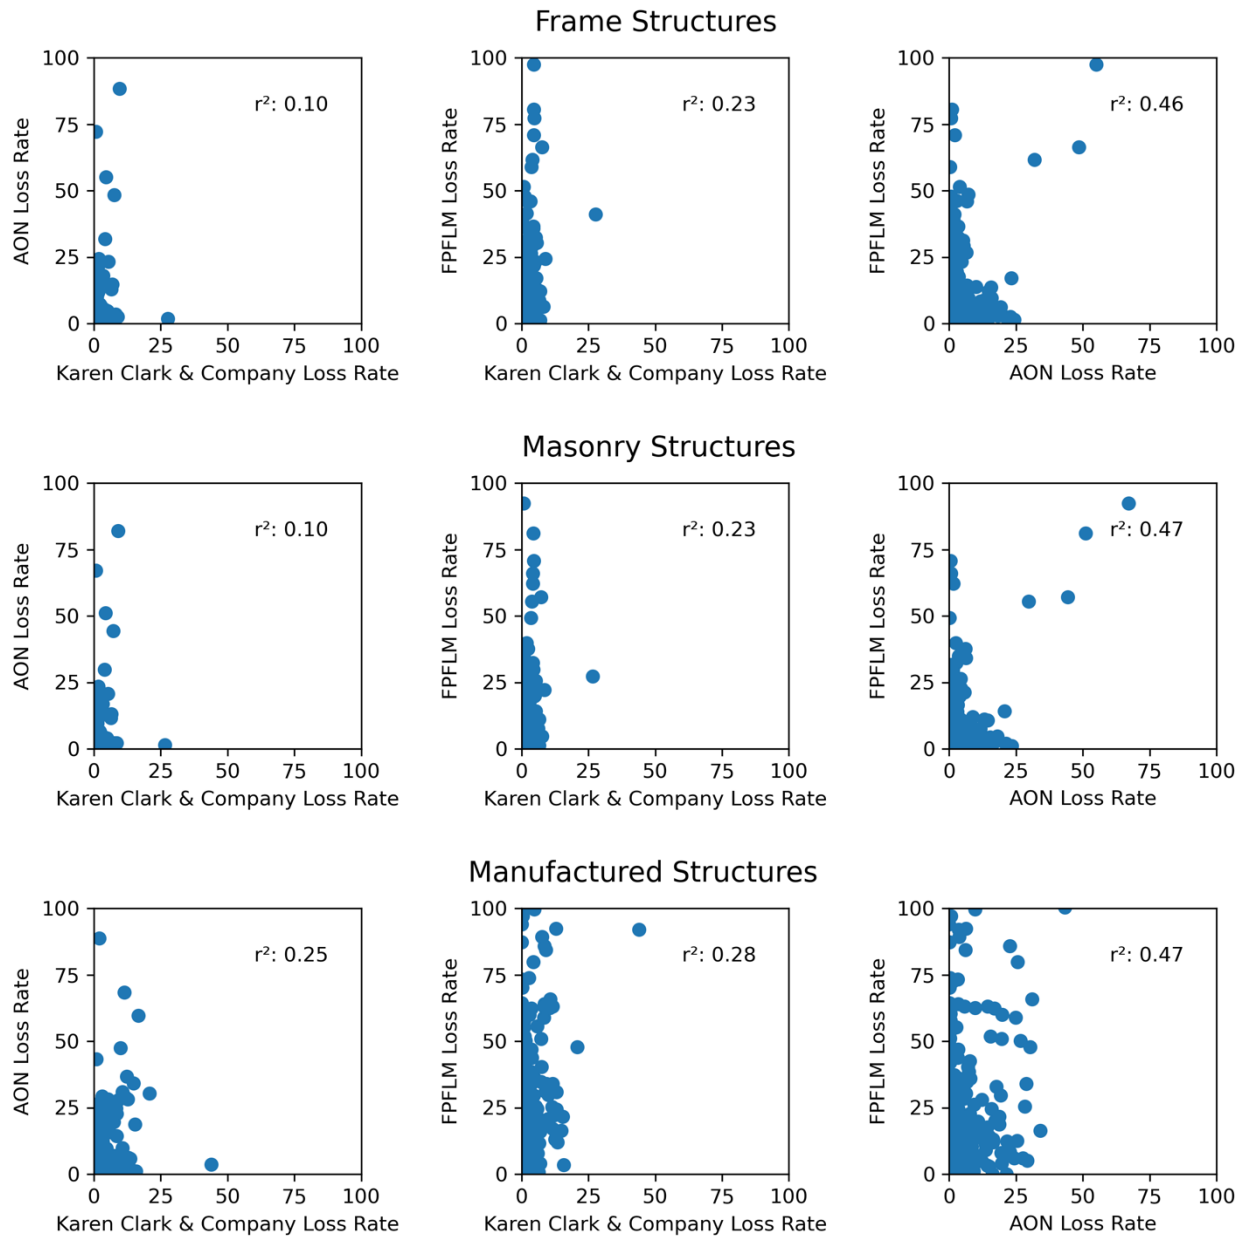 Frame Structures
100
75
50
25
0
AON Loss Rate
r²: 0.10
0 25 50 75 100
Karen Clark & Company Loss Rate
100
75
50
25
0
FPFLM Loss Rate
r²: 0.23
0 25 50 75 100
Karen Clark & Company Loss Rate
100
75
50
25
0
FPFLM Loss Rate
r²: 0.46
0 25 50 75 100
AON Loss Rate
Masonry Structures
100
75
50
25
0
AON Loss Rate
r²: 0.10
0 25 50 75 100
Karen Clark & Company Loss Rate
100
75
50
25
0
FPFLM Loss Rate
r²: 0.23
0 25 50 75 100
Karen Clark & Company Loss Rate
100
75
50
25
0
FPFLM Loss Rate
r²: 0.47
0 25 50 75 100
AON Loss Rate
Manufactured Structures
100
75
50
25
0
AON Loss Rate
r²: 0.25
0 25 50 75 100
Karen Clark & Company Loss Rate
100
75
50
25
0
FPFLM Loss Rate
r²: 0.28
0 25 50 75 100
Karen Clark & Company Loss Rate
100
75
50
25
0
FPFLM Loss Rate
r²: 0.47
0 25 50 75 100
AON Loss Rate